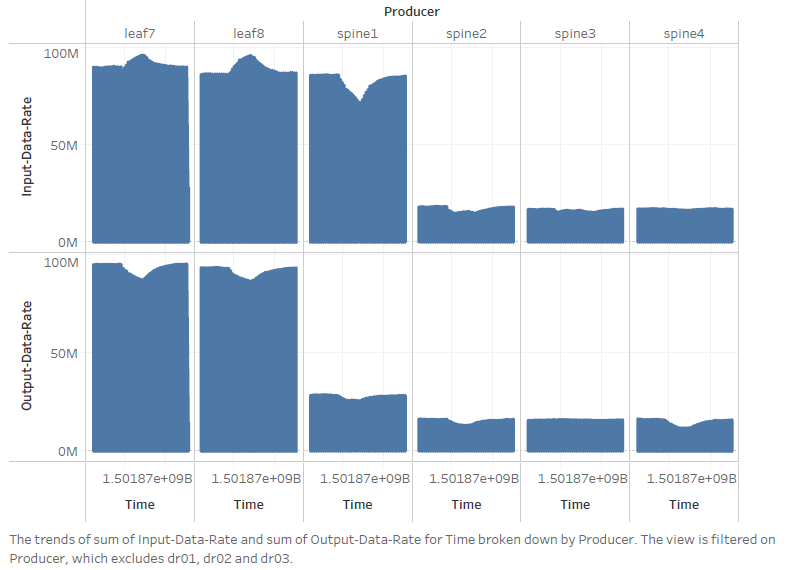 Producer
leaf7 leaf8 spine1 spine2 spine3 spine4
100M
50M
0M
Input-Data-Rate
100M
50M
0M
Output-Data-Rate
1.50187e+09B 1.50187e+09B 1.50187e+09B 1.50187e+09B 1.50187e+09B 1.50187e+09B
Time Time Time Time Time Time
The trends of sum of Input-Data-Rate and sum of Output-Data-Rate for Time broken down by Producer. The view is filtered on
Producer, which excludes dr01, dr02 and dr03.